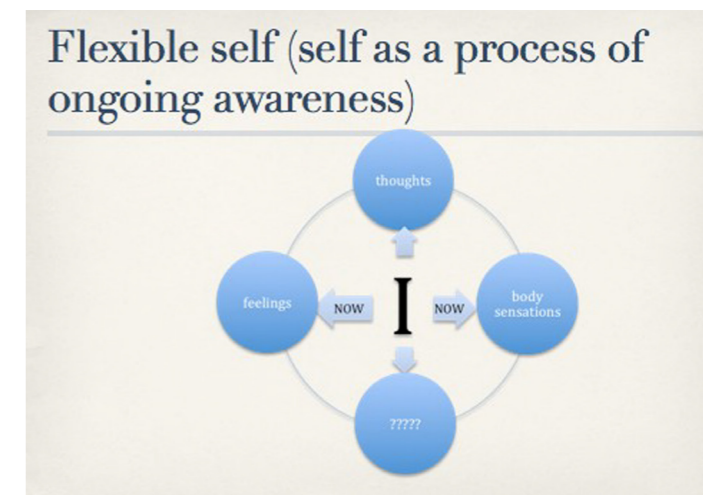 Flexible self (self as a process of
ongoing awareness)
thoughts
feelings
NOW
I
NOW
body
sensations
?????